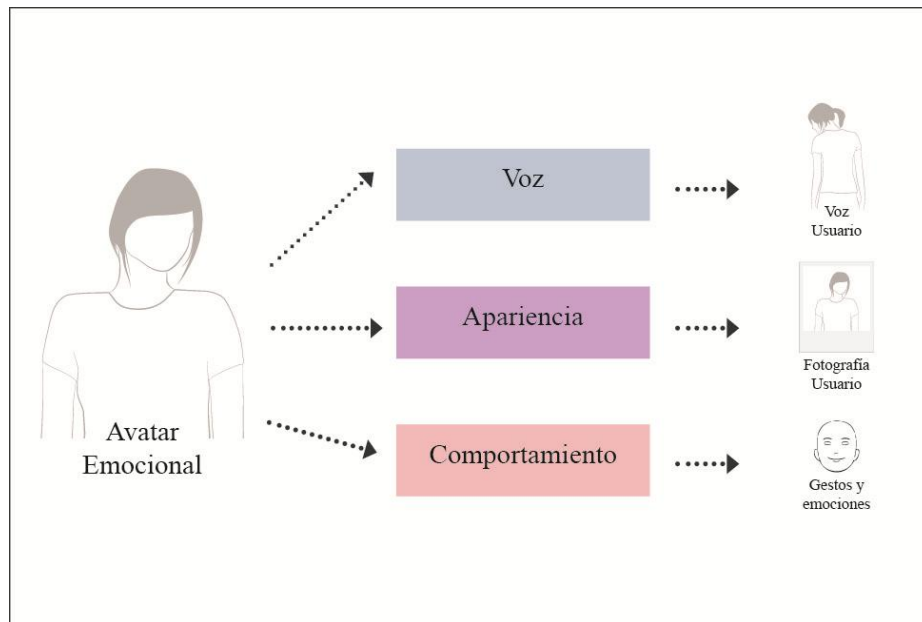 Avatar
Emocional
Voz
Apariencia
Comportamiento
Voz
Usuario
Fotografía
Usuario
Gestos y
emociones